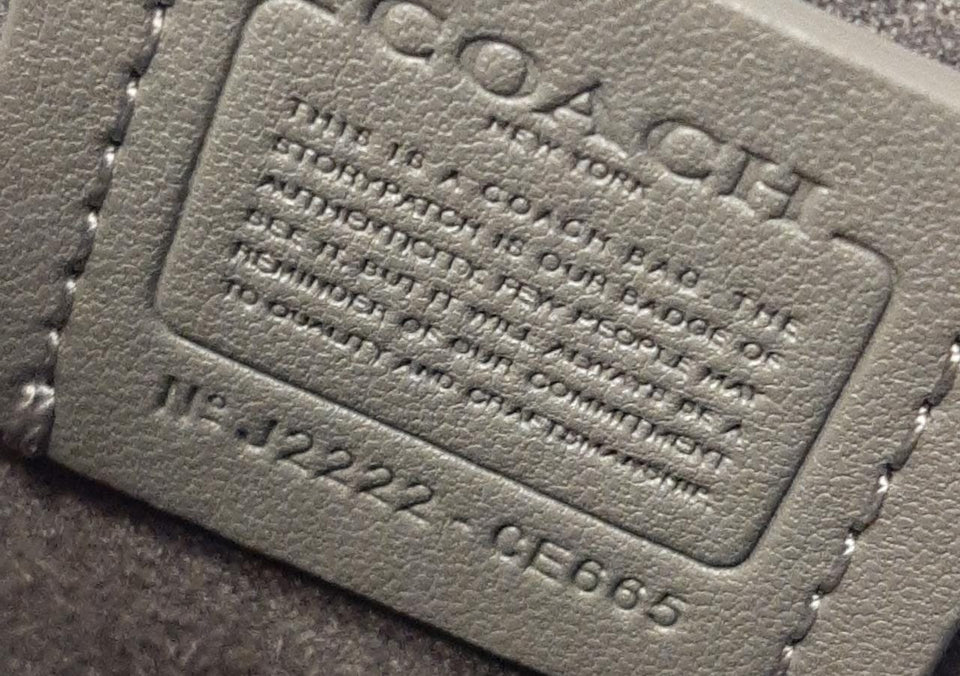 COACH
NEW YORK
THIS IS A COACH BAG. THE
STORYPATCH IS OUR BADGE OF
AUTHENTICITY. FEW PEOPLE MAY
SEE IT, BUT IT WILL ALWAYS BE A
REMINDER OF OUR COMMITMENT
TO QUALITY AND CRAFTSMANSHIP.
Nº J2222-CE665